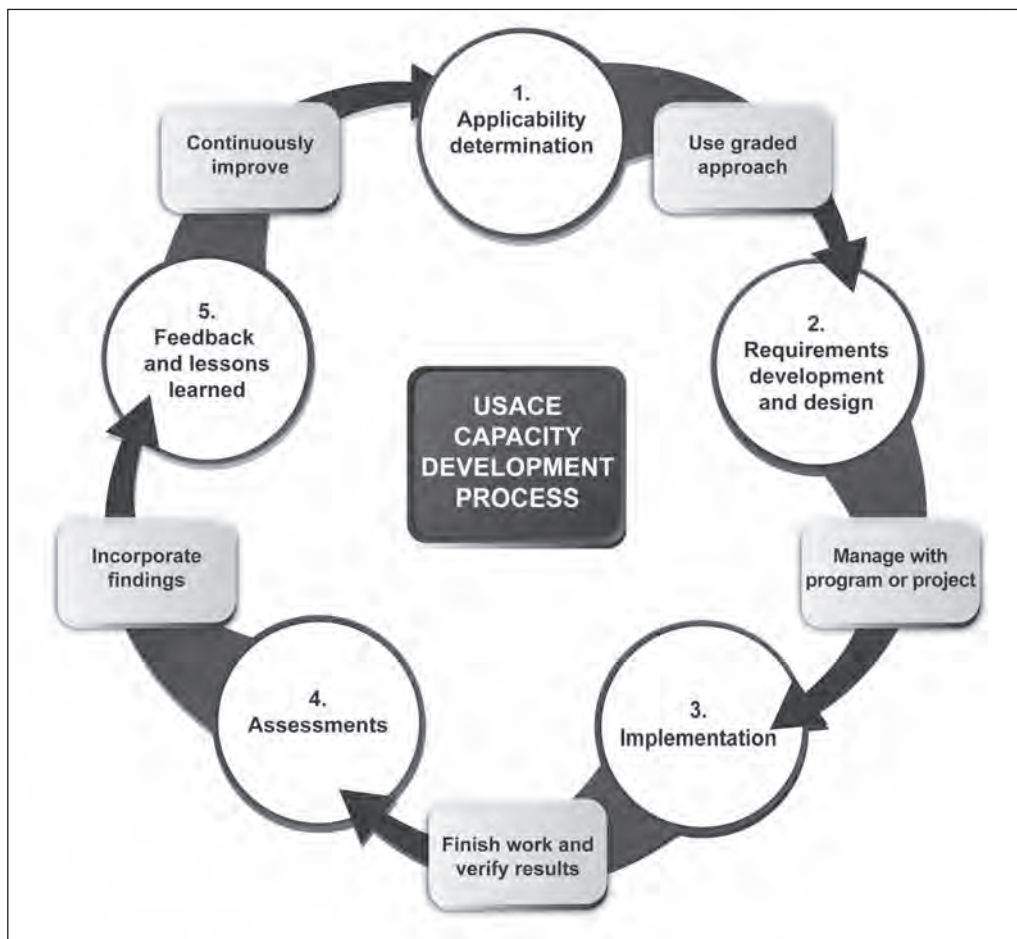 1.
Applicability
determination
Use graded
approach
2.
Requirements
development
and design
Manage with
program or project
3.
Implementation
Finish work and
verify results
4.
Assessments
Incorporate
findings
5.
Feedback
and lessons
learned
Continuously
improve
USACE
CAPACITY
DEVELOPMENT
PROCESS